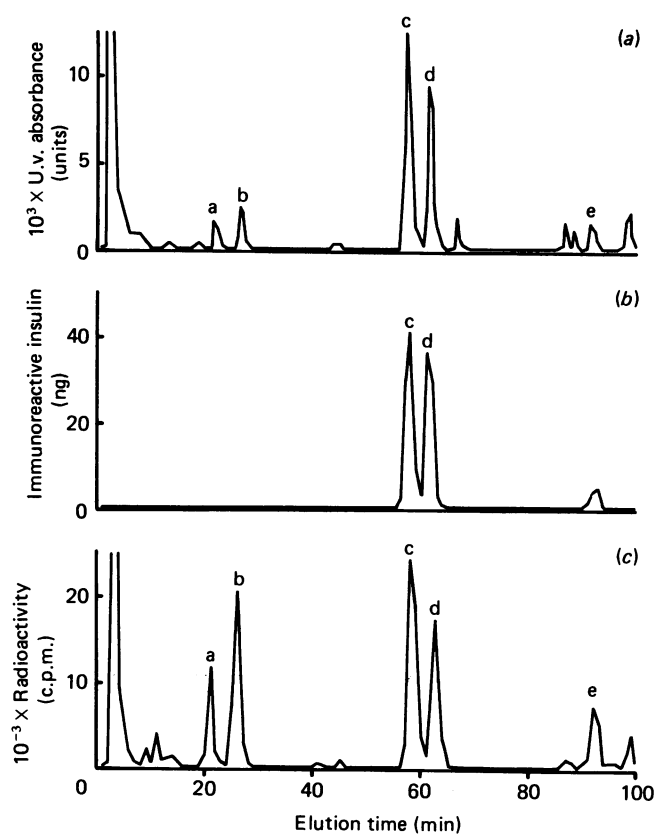 (a)
c
d
a
b
e
10
5
0
10³ X U.v. absorbance
(units)
(b)
c
d
40
20
0
Immunoreactive insulin
(ng)
(c)
c
b
d
a
e
20
10
0
10⁻³ X Radioactivity
(c.p.m.)
20
40
60
80
100
Elution time (min)